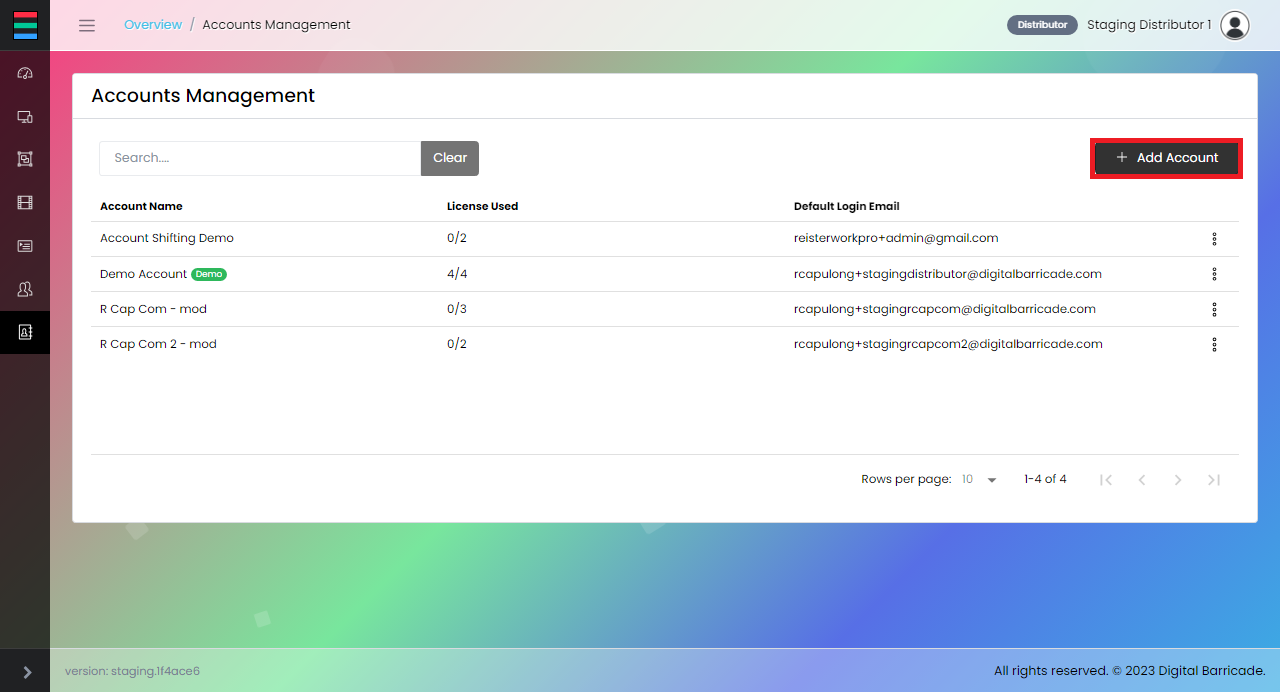 Overview / Accounts Management
Distributor Staging Distributor 1
Accounts Management
Search.... Clear
+ Add Account
Account Name License Used Default Login Email
Account Shifting Demo 0/2 reisterworkpro+admin@gmail.com
Demo Account Demo 4/4 rcapulong+stagingdistributor@digitalbarricade.com
R Cap Com - mod 0/3 rcapulong+stagingrcapcom@digitalbarricade.com
R Cap Com 2 - mod 0/2 rcapulong+stagingrcapcom2@digitalbarricade.com
Rows per page: 10 1-4 of 4
version: staging.1f4ace6
All rights reserved. © 2023 Digital Barricade.